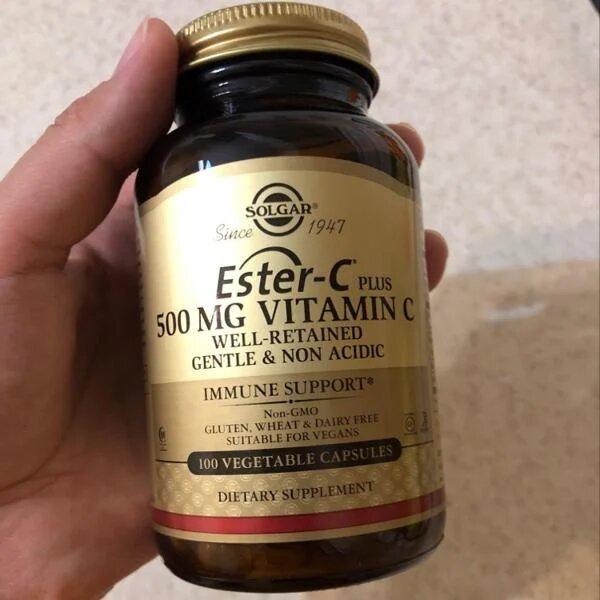 SOLGAR®
Since 1947
Ester-C® PLUS
500 MG VITAMIN C
WELL-RETAINED
GENTLE & NON ACIDIC
IMMUNE SUPPORT*
Non-GMO
GLUTEN, WHEAT & DAIRY FREE
SUITABLE FOR VEGANS
100 VEGETABLE CAPSULES
DIETARY SUPPLEMENT